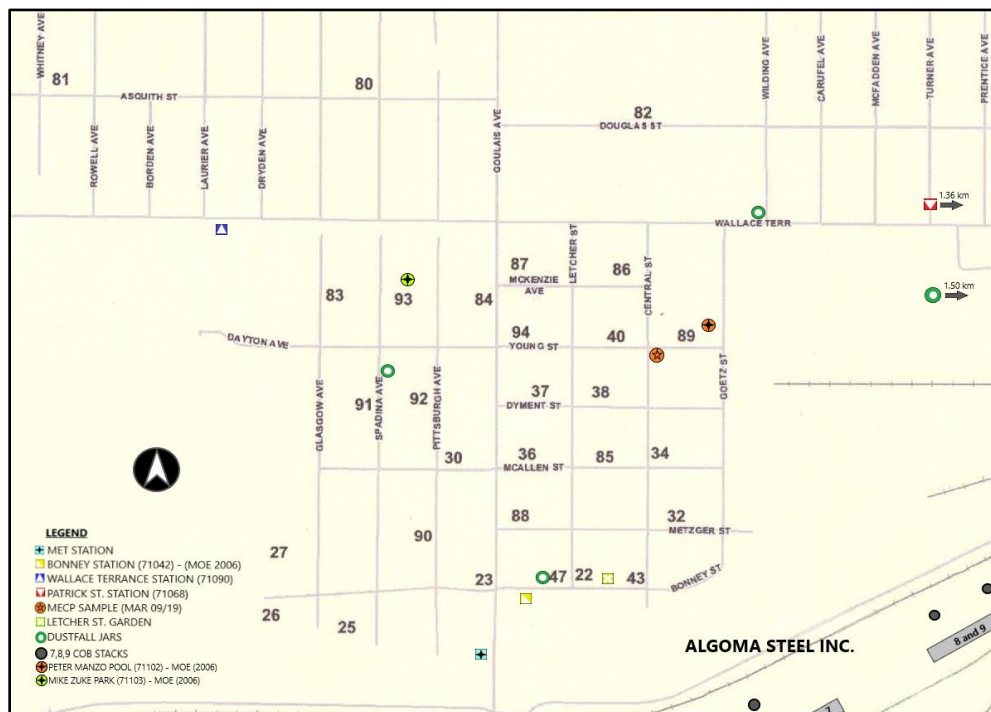 WHITNEY AVE
81
ASQUITH ST
80
ROWELL AVE
BORDEN AVE
LAURIER AVE
DRYDEN AVE
GOULAIS AVE
82
DOUGLAS ST
WILDING AVE
CARUFEL AVE
MCFADDEN AVE
TURNER AVE
PRENTICE AVE
1.36 km
WALLACE TERR
1.50 km
83
93
84
87
MCKENZIE
AVE
LETCHER ST
86
CENTRAL ST
DAYTON AVE
94
YOUNG ST
40
89
GOETZ ST
GLASGOW AVE
91
SPADINA AVE
92
PITTSBURGH AVE
37
DYMENT ST
38
30
36
MCALLEN ST
85
34
88
32
METZGER ST
90
27
23
47
22
43
BONNEY ST
26
25
LEGEND
MET STATION
BONNEY STATION (71042) - (MOE 2006)
WALLACE TERRANCE STATION (71090)
PATRICK ST. STATION (71068)
MECP SAMPLE (MAR 09/19)
LETCHER ST. GARDEN
DUSTFALL JARS
7,8,9 COB STACKS
PETER MANZO POOL (71102) - MOE (2006)
MIKE ZUKE PARK (71103) - MOE (2006)
ALGOMA STEEL INC.
8 and 9
7